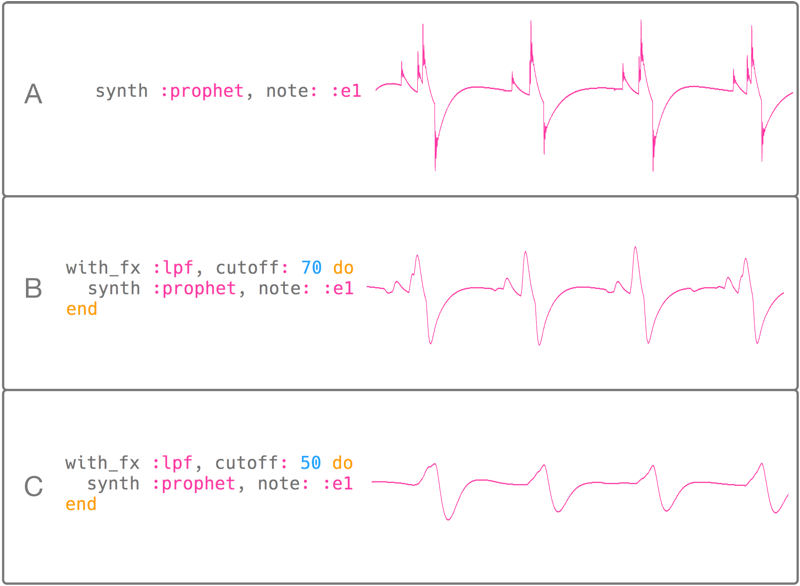 A
synth :prophet, note: :e1
B
with_fx :lpf, cutoff: 70 do
  synth :prophet, note: :e1
end
C
with_fx :lpf, cutoff: 50 do
  synth :prophet, note: :e1
end